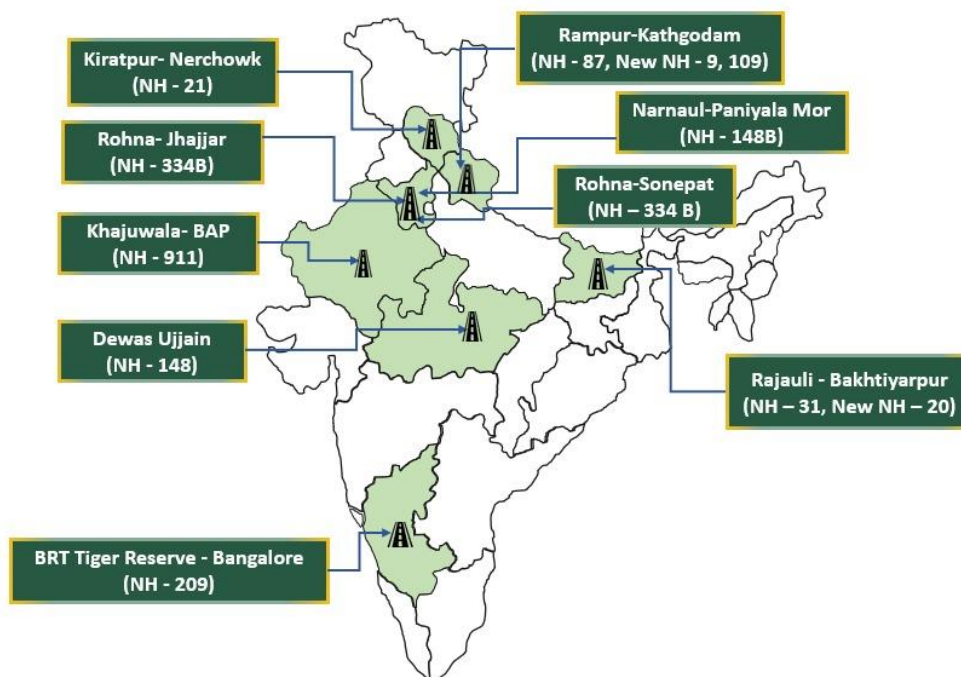 Kiratpur- Nerchowk
(NH - 21)
Rampur-Kathgodam
(NH - 87, New NH - 9, 109)
Rohna- Jhajjar
(NH - 334B)
Narnaul-Paniyala Mor
(NH - 148B)
Rohna-Sonepat
(NH – 334 B)
Khajuwala- BAP
(NH - 911)
Dewas Ujjain
(NH - 148)
Rajauli - Bakhtiyarpur
(NH – 31, New NH – 20)
BRT Tiger Reserve - Bangalore
(NH - 209)